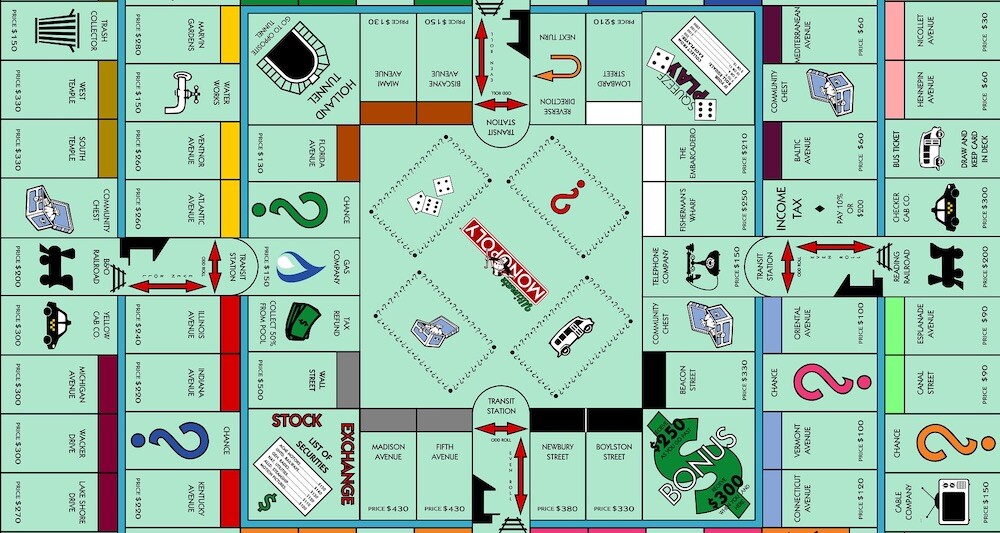 TRASH
COLLECTOR
PRICE $150
WEST
TEMPLE
PRICE $330
SOUTH
TEMPLE
PRICE $330
COMMUNITY
CHEST
B&O
RAILROAD
PRICE $200
YELLOW
CAB CO.
PRICE $300
MICHIGAN
AVENUE
PRICE $300
WACKER
DRIVE
PRICE $300
LAKE SHORE
DRIVE
PRICE $270
MARVIN
GARDENS
PRICE $280
WATER
WORKS
PRICE $150
VENTNOR
AVENUE
PRICE $260
ATLANTIC
AVENUE
PRICE $260
TRANSIT
STATION
ODD ROLL
ILLINOIS
AVENUE
PRICE $240
INDIANA
AVENUE
PRICE $220
CHANCE
KENTUCKY
AVENUE
PRICE $220
GO TO OPPOSITE
TUNNEL
HOLLAND
TUNNEL
MIAMI
AVENUE
PRICE $130
BISCAYNE
AVENUE
PRICE $150
TRANSIT
STATION
ODD ROLL
REVERSE
DIRECTION
NEXT TURN
LOMBARD
STREET
PRICE $210
SQUEEZE
PLAY
FLORIDA
AVENUE
PRICE $130
CHANCE
GAS
COMPANY
PRICE $150
TAX
REFUND
COLLECT 50%
FROM POOL
WALL
STREET
PRICE $500
STOCK
EXCHANGE
LIST OF
SECURITIES
MADISON
AVENUE
PRICE $430
FIFTH
AVENUE
PRICE $430
TRANSIT
STATION
ODD ROLL
EVEN ROLL
NEWBURY
STREET
PRICE $380
BOYLSTON
STREET
PRICE $330
BONUS
$250
$300
Ultimate
MONOPOLY
THE
EMBARCADERO
PRICE $210
FISHERMAN'S
WHARF
PRICE $250
TELEPHONE
COMPANY
PRICE $150
COMMUNITY
CHEST
BEACON
STREET
PRICE $330
MEDITERRANEAN
AVENUE
PRICE $60
COMMUNITY
CHEST
BALTIC
AVENUE
PRICE $60
INCOME
TAX
PAY 10%
OR
$200
TRANSIT
STATION
ODD ROLL
ORIENTAL
AVENUE
PRICE $100
CHANCE
VERMONT
AVENUE
PRICE $100
CONNECTICUT
AVENUE
PRICE $120
NICOLLET
AVENUE
PRICE $30
HENNEPIN
AVENUE
PRICE $60
BUS TICKET
DRAW AND
KEEP CARD
IN DECK
CHECKER
CAB CO.
PRICE $300
READING
RAILROAD
PRICE $200
ESPLANADE
AVENUE
PRICE $90
CANAL
STREET
PRICE $90
CHANCE
CABLE
COMPANY
PRICE $150